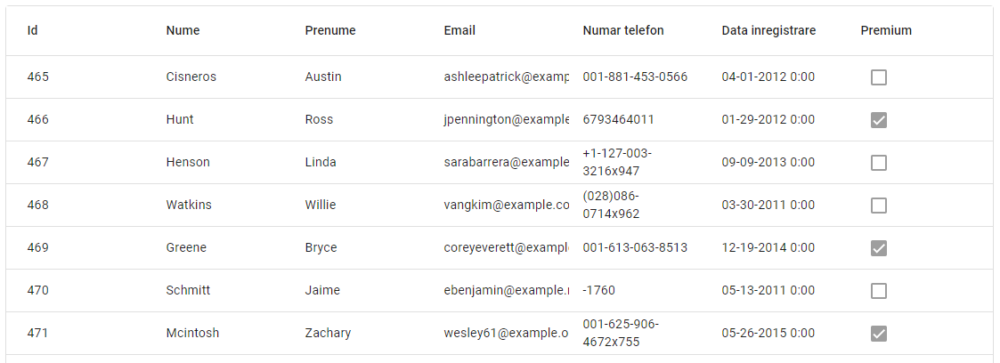 Id Nume Prenume Email Numar telefon Data inregistrare Premium
465 Cisneros Austin ashleepatrick@examp 001-881-453-0566 04-01-2012 0:00
466 Hunt Ross jpennington@example 6793464011 01-29-2012 0:00
467 Henson Linda sarabarrera@example +1-127-003-
3216x947 09-09-2013 0:00
468 Watkins Willie vangkim@example.co (028)086-
0714x962 03-30-2011 0:00
469 Greene Bryce coreyeverett@exampl 001-613-063-8513 12-19-2014 0:00
470 Schmitt Jaime ebenjamin@example. -1760 05-13-2011 0:00
471 Mcintosh Zachary wesley61@example.o 001-625-906-
4672x755 05-26-2015 0:00